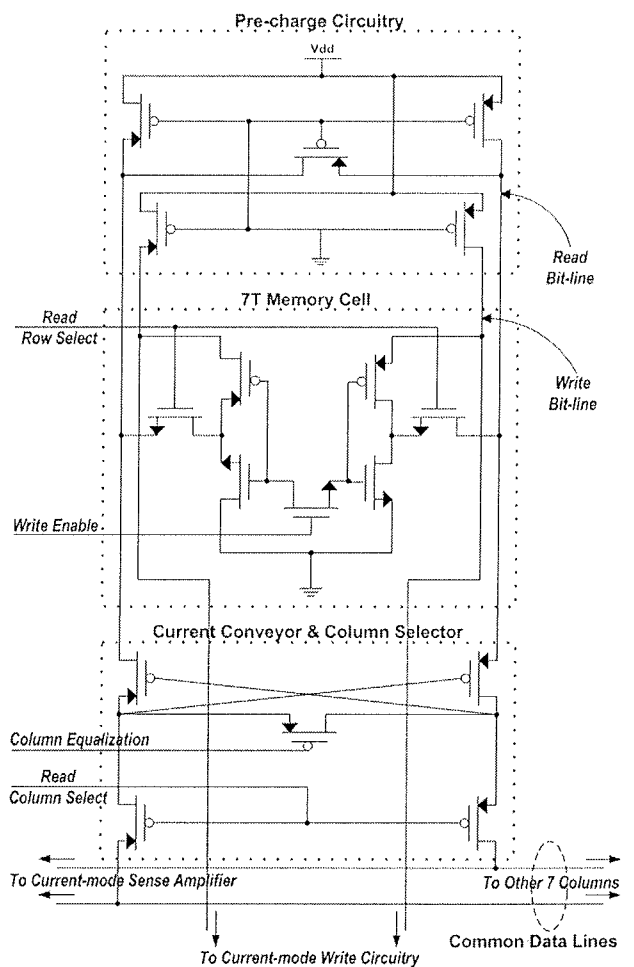 Pre-charge Circuitry
Vdd
Read
Bit-line
7T Memory Cell
Read
Row Select
Write
Bit-line
Write Enable
Current Conveyor & Column Selector
Column Equalization
Read
Column Select
To Current-mode Sense Amplifier
To Other 7 Columns
Common Data Lines
To Current-mode Write Circuitry